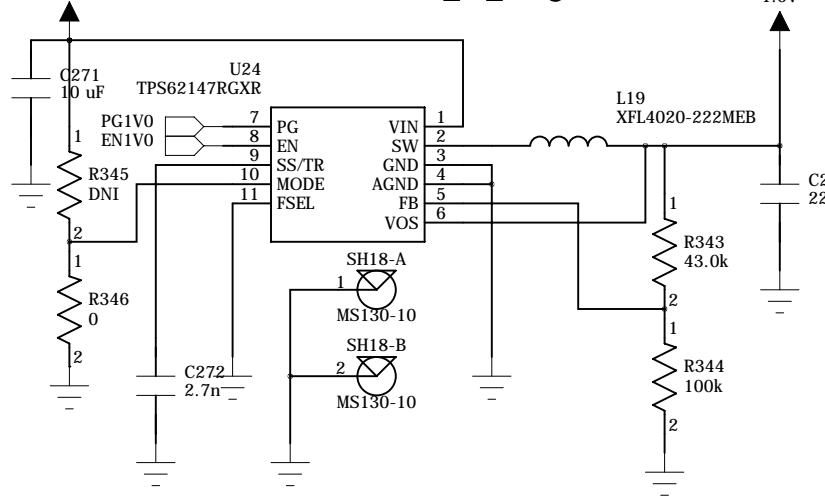 C271
10 uF
U24
TPS62147RGXR
L19
XFL4020-222MEB
PG1V0
EN1V0
7
8
9
10
11
PG
EN
SS/TR
MODE
FSEL
VIN
SW
GND
AGND
FB
VOS
1
2
3
4
5
6
1
R345
DNI
2
1
R346
0
2
C272
2.7n
SH18-A
1
MS130-10
SH18-B
2
MS130-10
1
R343
43.0k
2
1
R344
100k
2
C2
22